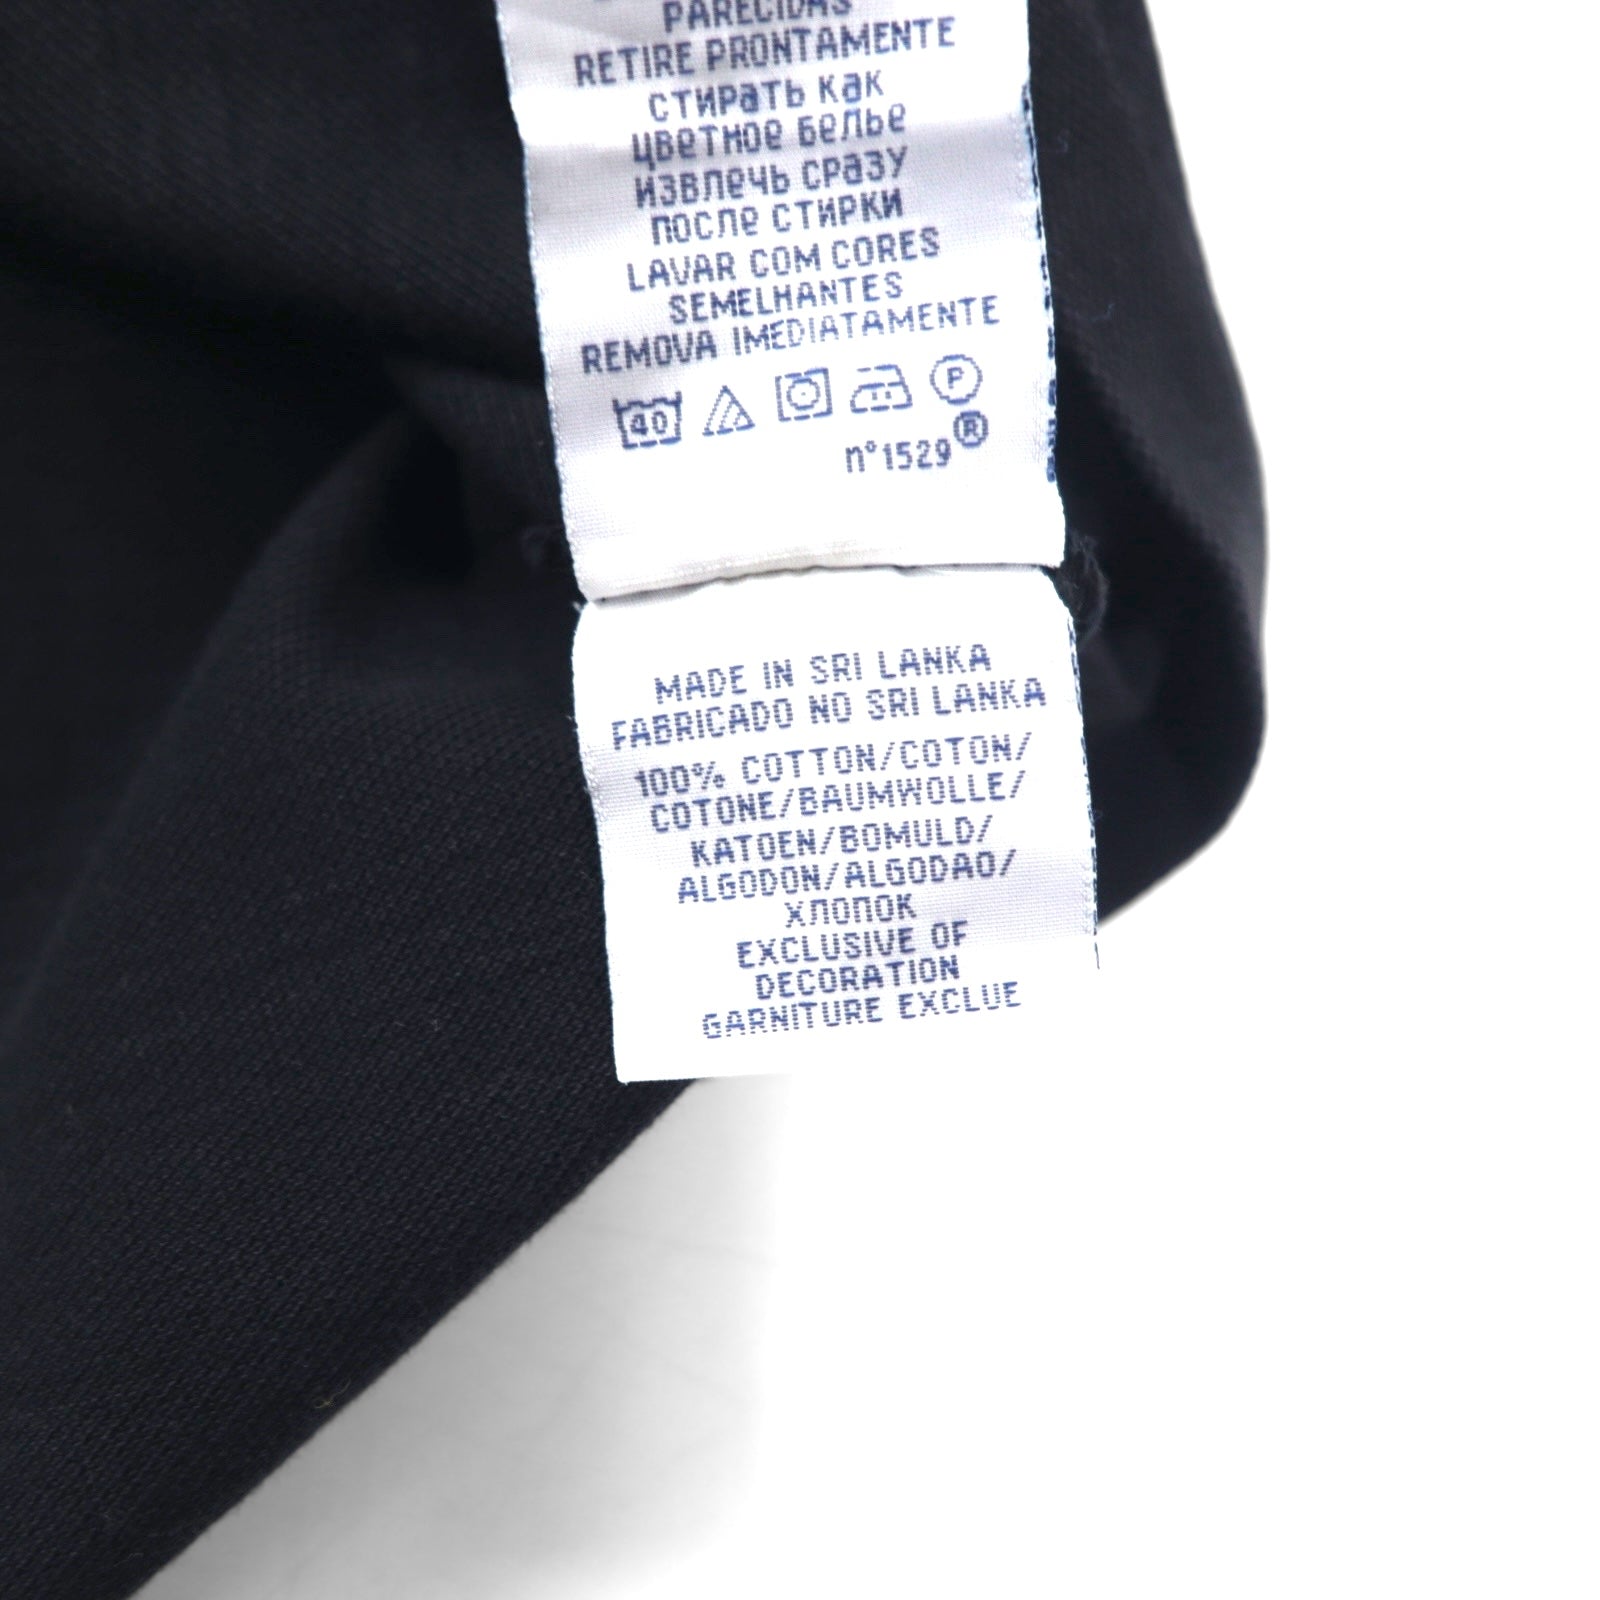 PARECIDAS
RETIRE PRONTAMENTE
СТИРаТЬ КаК
ЦВеТНОе БеЛЬе
ИЗВЛеЧЬ СРаЗУ
ПОСЛе СТИРКИ
LAVAR COM CORES
SEMELHANTES
REMOVA IMEDIATAMENTE
40 P
n°1529®
MADE IN SRI LANKA
FABRICADO NO SRI LANKA
100% COTTON/COTON/
COTONE/BAUMWOLLE/
KATOEN/BOMULD/
ALGODON/ALGODAO/
ХЛОПОК
EXCLUSIVE OF
DECORATION
GARNITURE EXCLUE